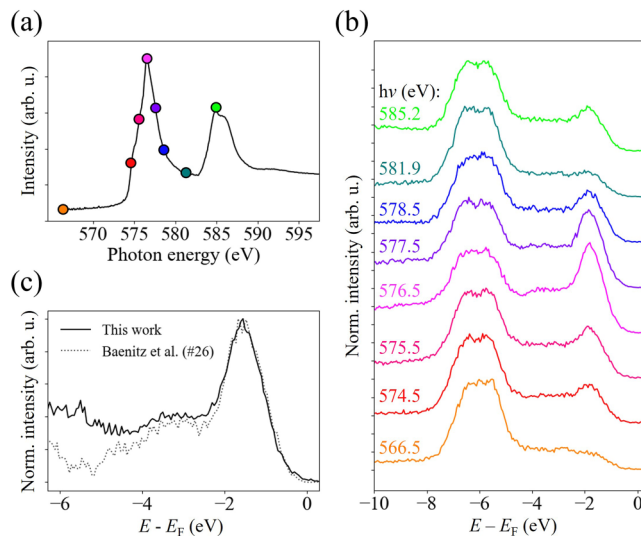 (a)
Intensity (arb. u.)
570 575 580 585 590 595
Photon energy (eV)
(b)
hν (eV):
585.2
581.9
578.5
577.5
576.5
575.5
574.5
566.5
Norm. intensity (arb. u.)
−10 −8 −6 −4 −2 0
E − E_F (eV)
(c)
This work
Baenitz et al. (#26)
Norm. intensity (arb. u.)
−6 −4 −2 0
E - E_F (eV)